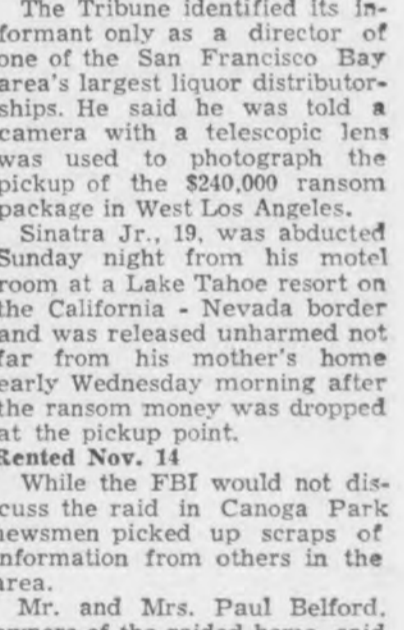 The Tribune identified its in-
formant only as a director of
one of the San Francisco Bay
area's largest liquor distributor-
ships. He said he was told a
camera with a telescopic lens
was used to photograph the
pickup of the $240,000 ransom
package in West Los Angeles.
Sinatra Jr., 19, was abducted
Sunday night from his motel
room at a Lake Tahoe resort on
the California - Nevada border
and was released unharmed not
far from his mother's home
early Wednesday morning after
the ransom money was dropped
at the pickup point.
Rented Nov. 14
While the FBI would not dis-
cuss the raid in Canoga Park
newsmen picked up scraps of
information from others in the
area.
Mr. and Mrs. Paul Belford,
owners of the raided home, said